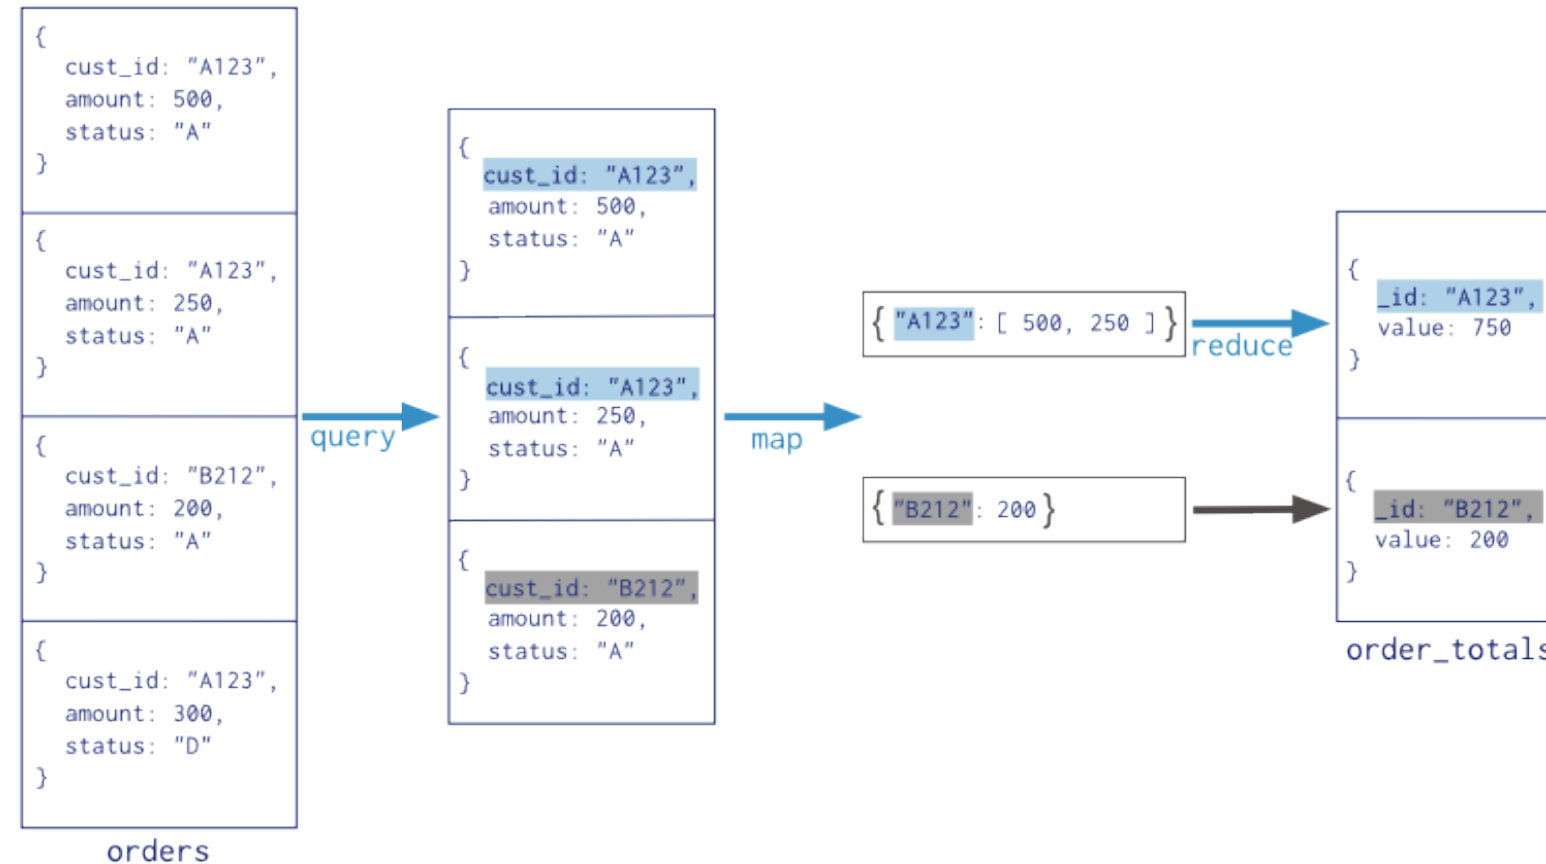 {
cust_id: "A123",
amount: 500,
status: "A"
}
{
cust_id: "A123",
amount: 250,
status: "A"
}
{
cust_id: "B212",
amount: 200,
status: "A"
}
{
cust_id: "A123",
amount: 300,
status: "D"
}
orders
query
{
cust_id: "A123",
amount: 500,
status: "A"
}
{
cust_id: "A123",
amount: 250,
status: "A"
}
{
cust_id: "B212",
amount: 200,
status: "A"
}
map
{ "A123": [ 500, 250 ] }
{ "B212": 200 }
reduce
{
_id: "A123",
value: 750
}
{
_id: "B212",
value: 200
}
order_totals